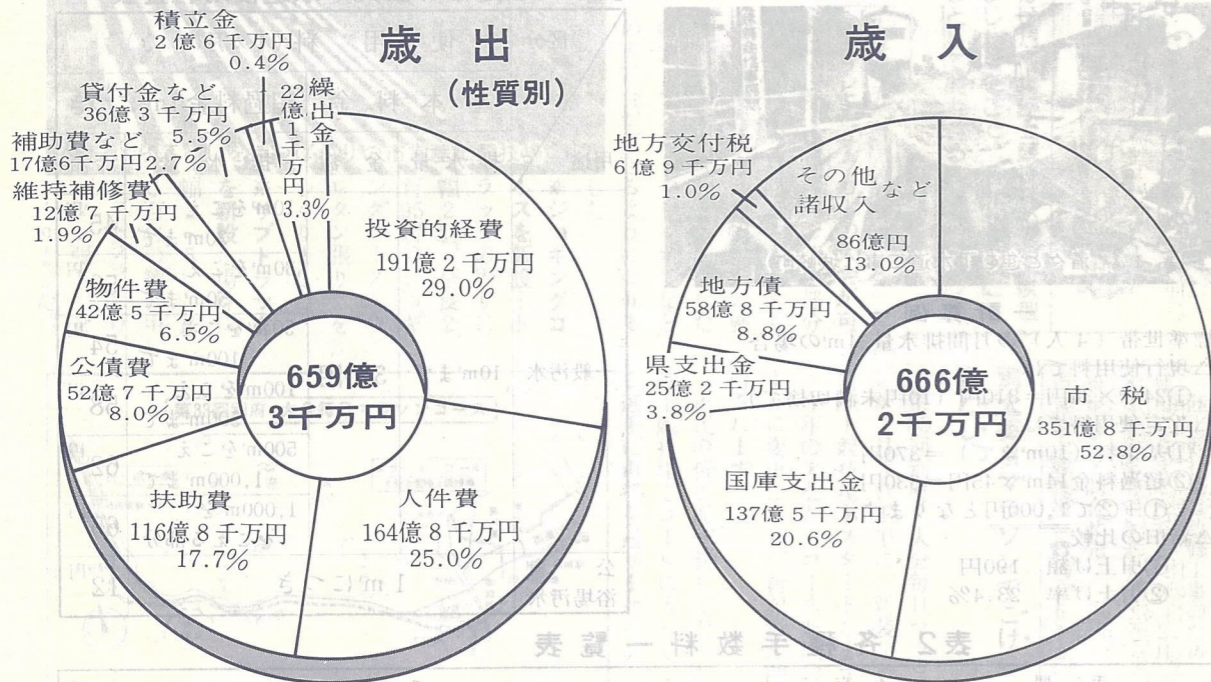 歳出
(性質別)
積立金
2億6千万円
0.4%
繰出金
22億1千万円
3.3%
貸付金など
36億3千万円
5.5%
補助費など
17億6千万円2.7%
維持補修費
12億7千万円
1.9%
物件費
42億5千万円
6.5%
公債費
52億7千万円
8.0%
扶助費
116億8千万円
17.7%
人件費
164億8千万円
25.0%
投資的経費
191億2千万円
29.0%
659億
3千万円
歳入
地方交付税
6億9千万円
1.0%
その他
諸収入など
86億円
13.0%
地方債
58億8千万円
8.8%
県支出金
25億2千万円
3.8%
国庫支出金
137億5千万円
20.6%
市税
351億8千万円
52.8%
666億
2千万円
表2 各種手数料一覧表